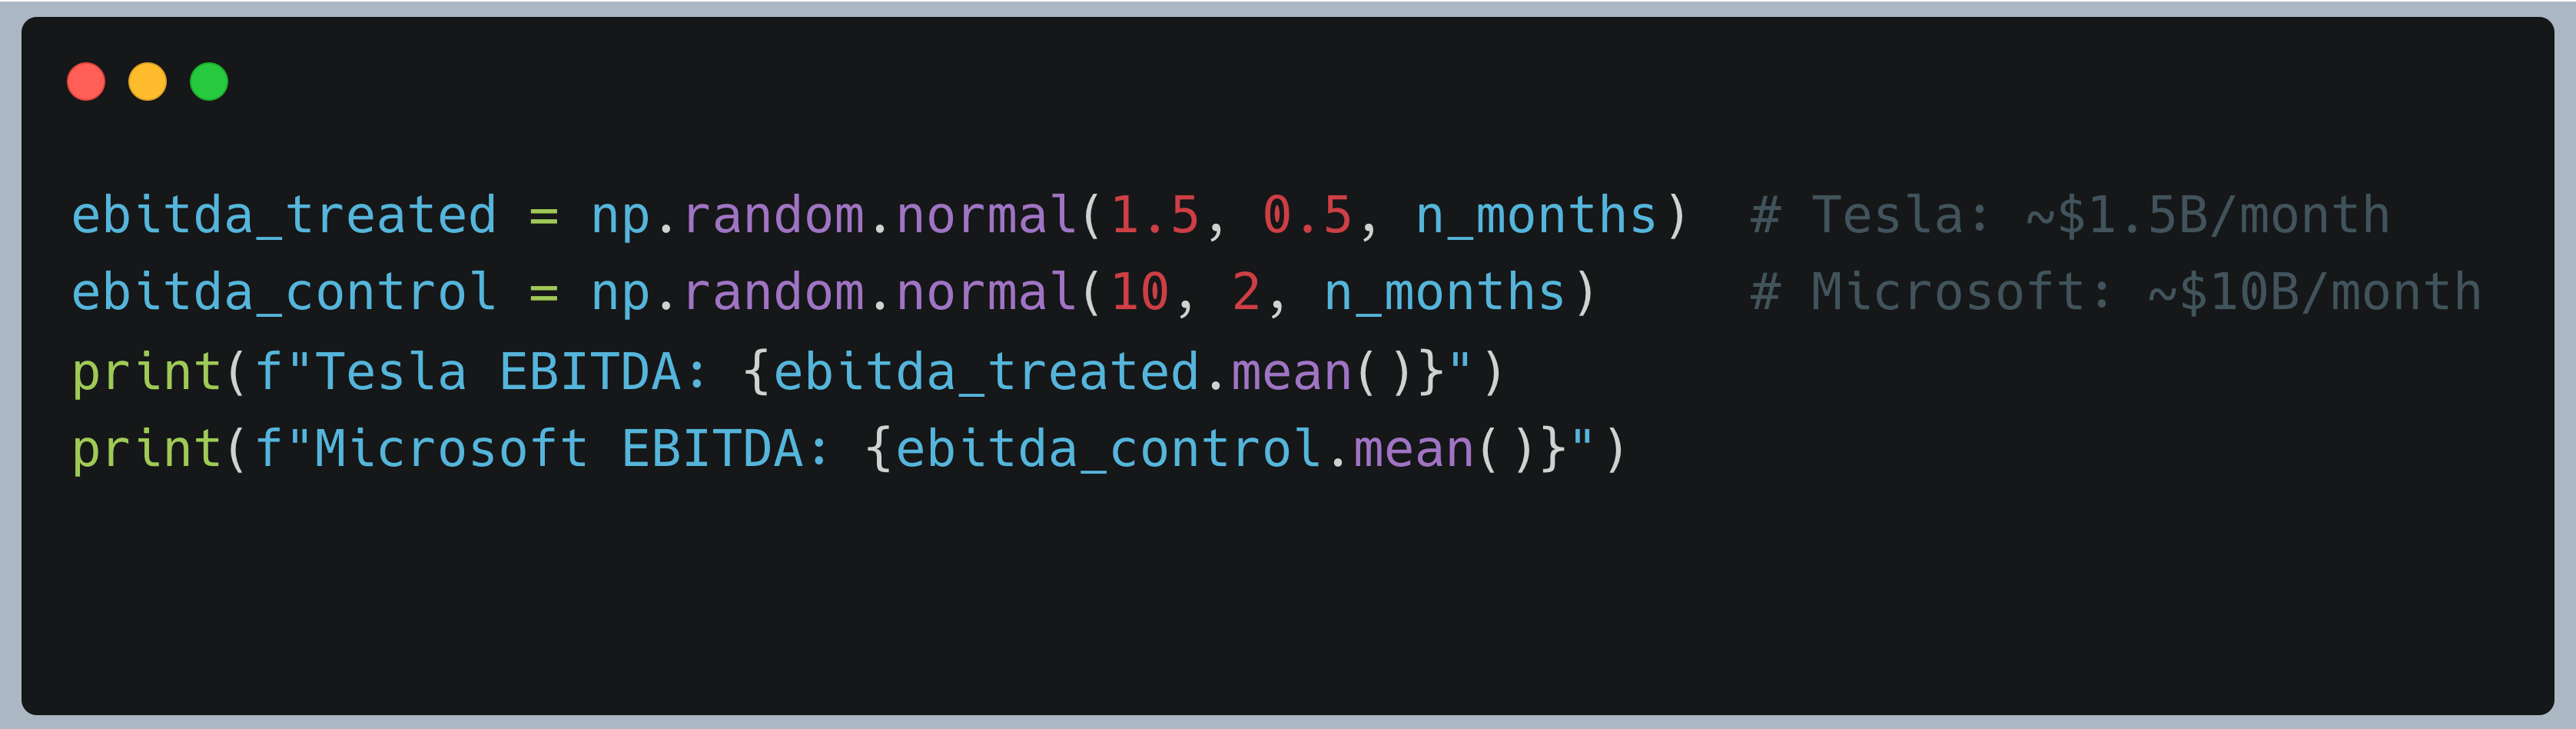 ebitda_treated = np.random.normal(1.5, 0.5, n_months)  # Tesla: ~$1.5B/month
ebitda_control = np.random.normal(10, 2, n_months)     # Microsoft: ~$10B/month
print(f"Tesla EBITDA: {ebitda_treated.mean()}")
print(f"Microsoft EBITDA: {ebitda_control.mean()}")